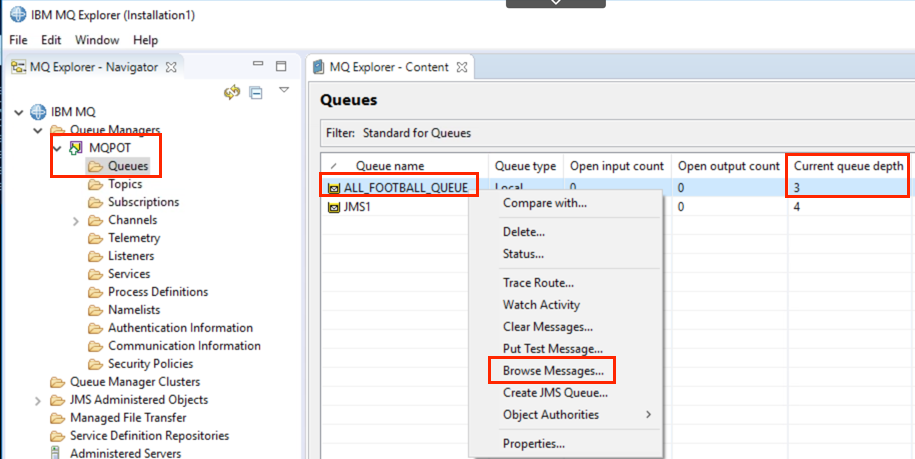 IBM MQ Explorer (Installation1)
File Edit Window Help
MQ Explorer - Navigator
IBM MQ
Queue Managers
MQPOT
Queues
Topics
Subscriptions
Channels
Telemetry
Listeners
Services
Process Definitions
Namelists
Authentication Information
Communication Information
Security Policies
Queue Manager Clusters
JMS Administered Objects
Managed File Transfer
Service Definition Repositories
Administered Servers
MQ Explorer - Content
Queues
Filter: Standard for Queues
Queue name Queue type Open input count Open output count Current queue depth
ALL_FOOTBALL_QUEUE Local 0 0 3
JMS1 0 4
Compare with...
Delete...
Status...
Trace Route...
Watch Activity
Clear Messages...
Put Test Message...
Browse Messages...
Create JMS Queue...
Object Authorities
Properties...